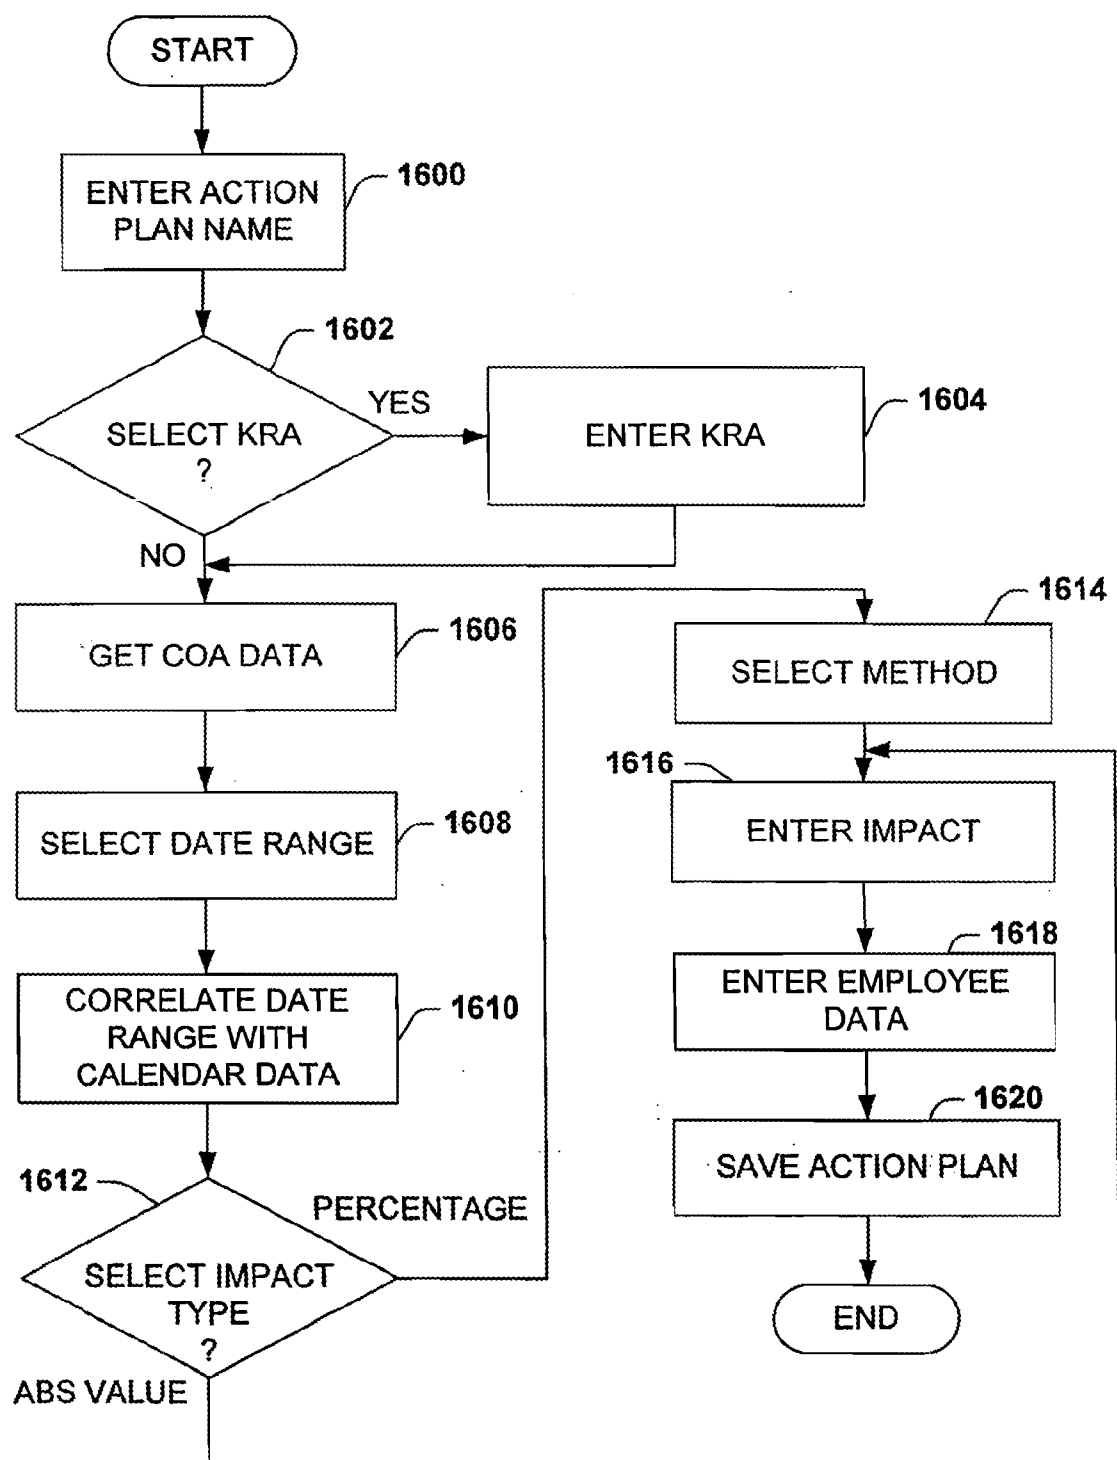 START
ENTER ACTION
PLAN NAME
1600
1602
SELECT KRA
?
YES
ENTER KRA
1604
NO
GET COA DATA
1606
SELECT DATE RANGE
1608
CORRELATE DATE
RANGE WITH
CALENDAR DATA
1610
1612
SELECT IMPACT
TYPE
?
PERCENTAGE
ABS VALUE
1614
SELECT METHOD
1616
ENTER IMPACT
1618
ENTER EMPLOYEE
DATA
1620
SAVE ACTION PLAN
END